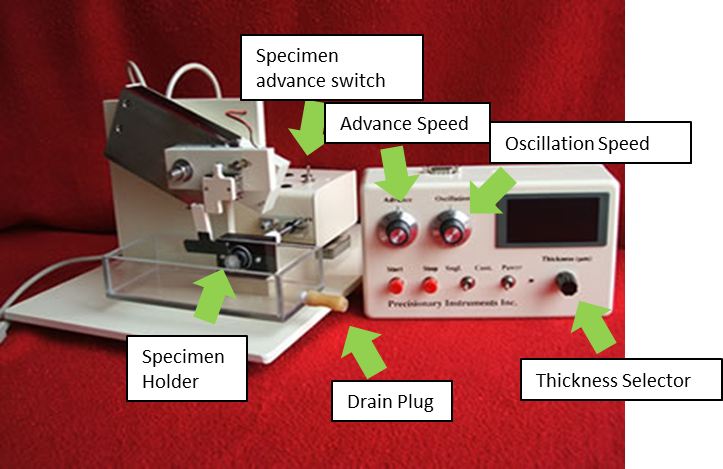 Specimen
advance switch
Advance Speed
Oscillation Speed
Advance
Oscillation
Thickness (µm)
Start
Stop
Sngl.
Cont.
Power
Precisionary Instruments Inc.
Specimen
Holder
Drain Plug
Thickness Selector